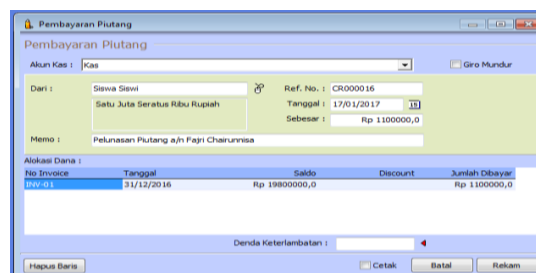 Pembayaran Piutang
Pembayaran Piutang
Akun Kas : Kas Giro Mundur
Dari : Siswa Siswi Ref. No. : CR000016
Satu Juta Seratus Ribu Rupiah Tanggal : 17/01/2017 15
Sebesar : Rp 1100000,0
Memo : Pelunasan Piutang a/n Fajri Chairunnisa
Alokasi Dana :
No Invoice Tanggal Saldo Discount Jumlah Dibayar
INV-01 31/12/2016 Rp 19800000,0 Rp 1100000,0
Denda Keterlambatan :
Hapus Baris Cetak Batal Rekam